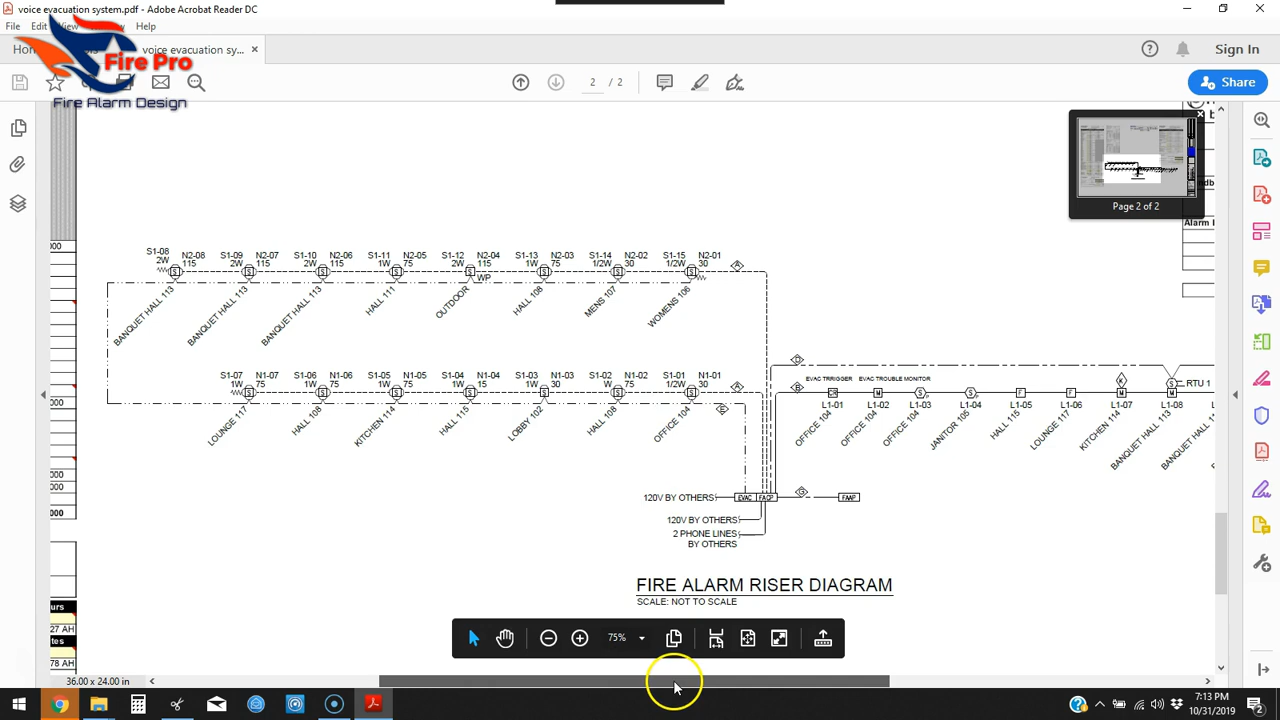 voice evacuation system.pdf - Adobe Acrobat Reader DC
File Edit View Help
voice evacuation sy... Sign In
Fire Pro
Fire Alarm Design
2 / 2
Share
Page 2 of 2
S1-08 N2-08 S1-09 N2-07 S1-10 N2-06 S1-11 N2-05 S1-12 N2-04 S1-13 N2-03 S1-14 N2-02 S1-15 N2-01
2W 115 2W 115 2W 115 1W 75 2W 115 1W 75 1/2W 30 1/2W 30
A
WP
BANQUET HALL 113 BANQUET HALL 113 BANQUET HALL 113 HALL 111 OUTDOOR HALL 108 MENS 107 WOMENS 106
S1-07 N1-07 S1-06 N1-06 S1-05 N1-05 S1-04 N1-04 S1-03 N1-03 S1-02 N1-02 S1-01 N1-01
1W 75 W 75 1W 75 1W 15 1W 30 W 75 1/2W 30
A
E
LOUNGE 117 HALL 108 KITCHEN 114 HALL 115 LOBBY 102 HALL 108 OFFICE 104
D
B
EVAC TRRIGGER EVAC TROUBLE MONITOR
RTU 1
L1-01 L1-02 L1-03 L1-04 L1-05 L1-06 L1-07 L1-08
OFFICE 104 OFFICE 104 OFFICE 104 JANITOR 105 HALL 115 LOUNGE 117 KITCHEN 114 BANQUET HALL 113
120V BY OTHERS EVAC FACP G FAAP
120V BY OTHERS
2 PHONE LINES
BY OTHERS
FIRE ALARM RISER DIAGRAM
SCALE: NOT TO SCALE
75%
36.00 x 24.00 in
7:13 PM
10/31/2019